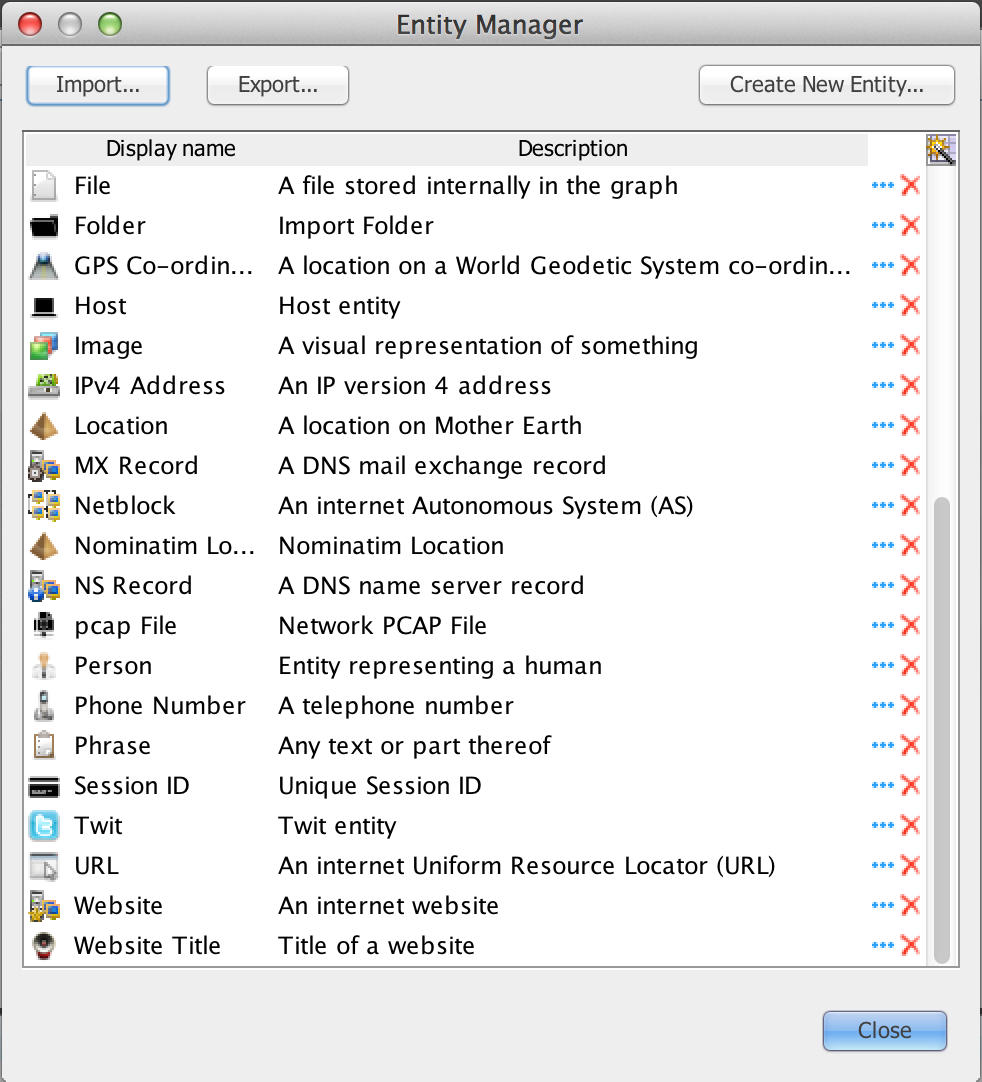 Entity Manager
Import... Export... Create New Entity...
Display name Description
File A file stored internally in the graph
Folder Import Folder
GPS Co-ordin... A location on a World Geodetic System co-ordin...
Host Host entity
Image A visual representation of something
IPv4 Address An IP version 4 address
Location A location on Mother Earth
MX Record A DNS mail exchange record
Netblock An internet Autonomous System (AS)
Nominatim Lo... Nominatim Location
NS Record A DNS name server record
pcap File Network PCAP File
Person Entity representing a human
Phone Number A telephone number
Phrase Any text or part thereof
Session ID Unique Session ID
Twit Twit entity
URL An internet Uniform Resource Locator (URL)
Website An internet website
Website Title Title of a website
Close